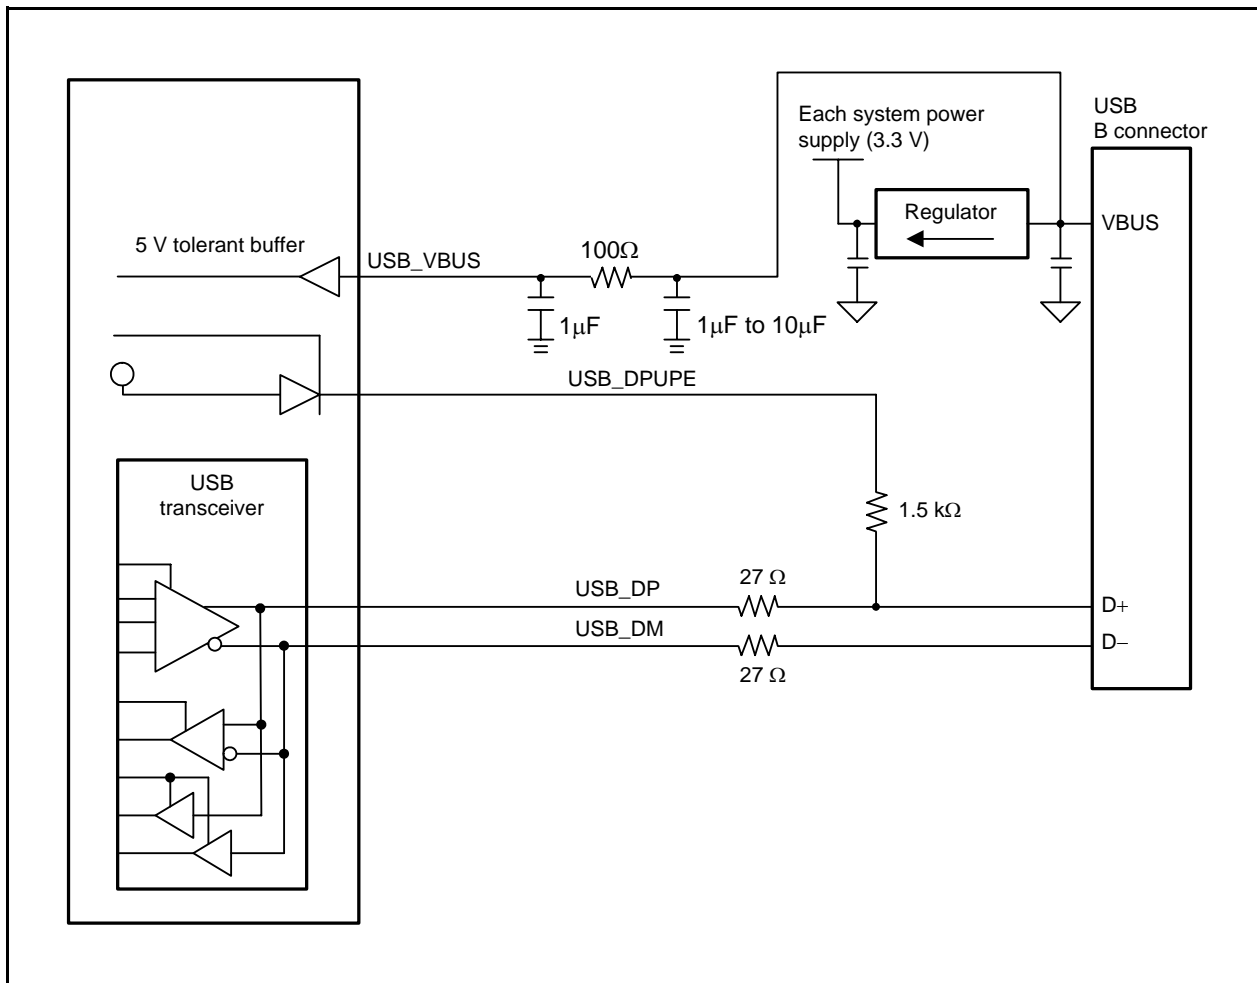 Each system power
supply (3.3 V)
USB
B connector
Regulator
VBUS
5 V tolerant buffer
USB_VBUS
100Ω
1μF
1μF to 10μF
USB_DPUPE
USB
transceiver
1.5 kΩ
USB_DP
27 Ω
D+
USB_DM
D−
27 Ω